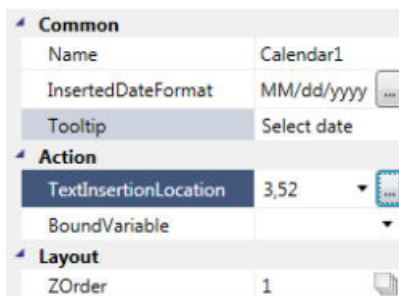 Common
Name Calendar1
InsertedDateFormat MM/dd/yyyy ...
Tooltip Select date
Action
TextInsertionLocation 3,52 ...
BoundVariable
Layout
ZOrder 1